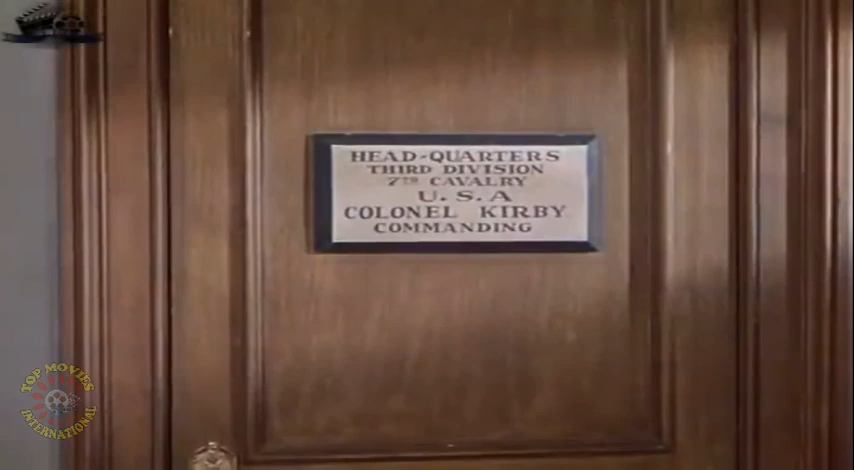 HEAD-QUARTERS
THIRD DIVISION
7TH CAVALRY
U. S. A
COLONEL KIRBY
COMMANDING
TOP MOVIES
INTERNATIONAL